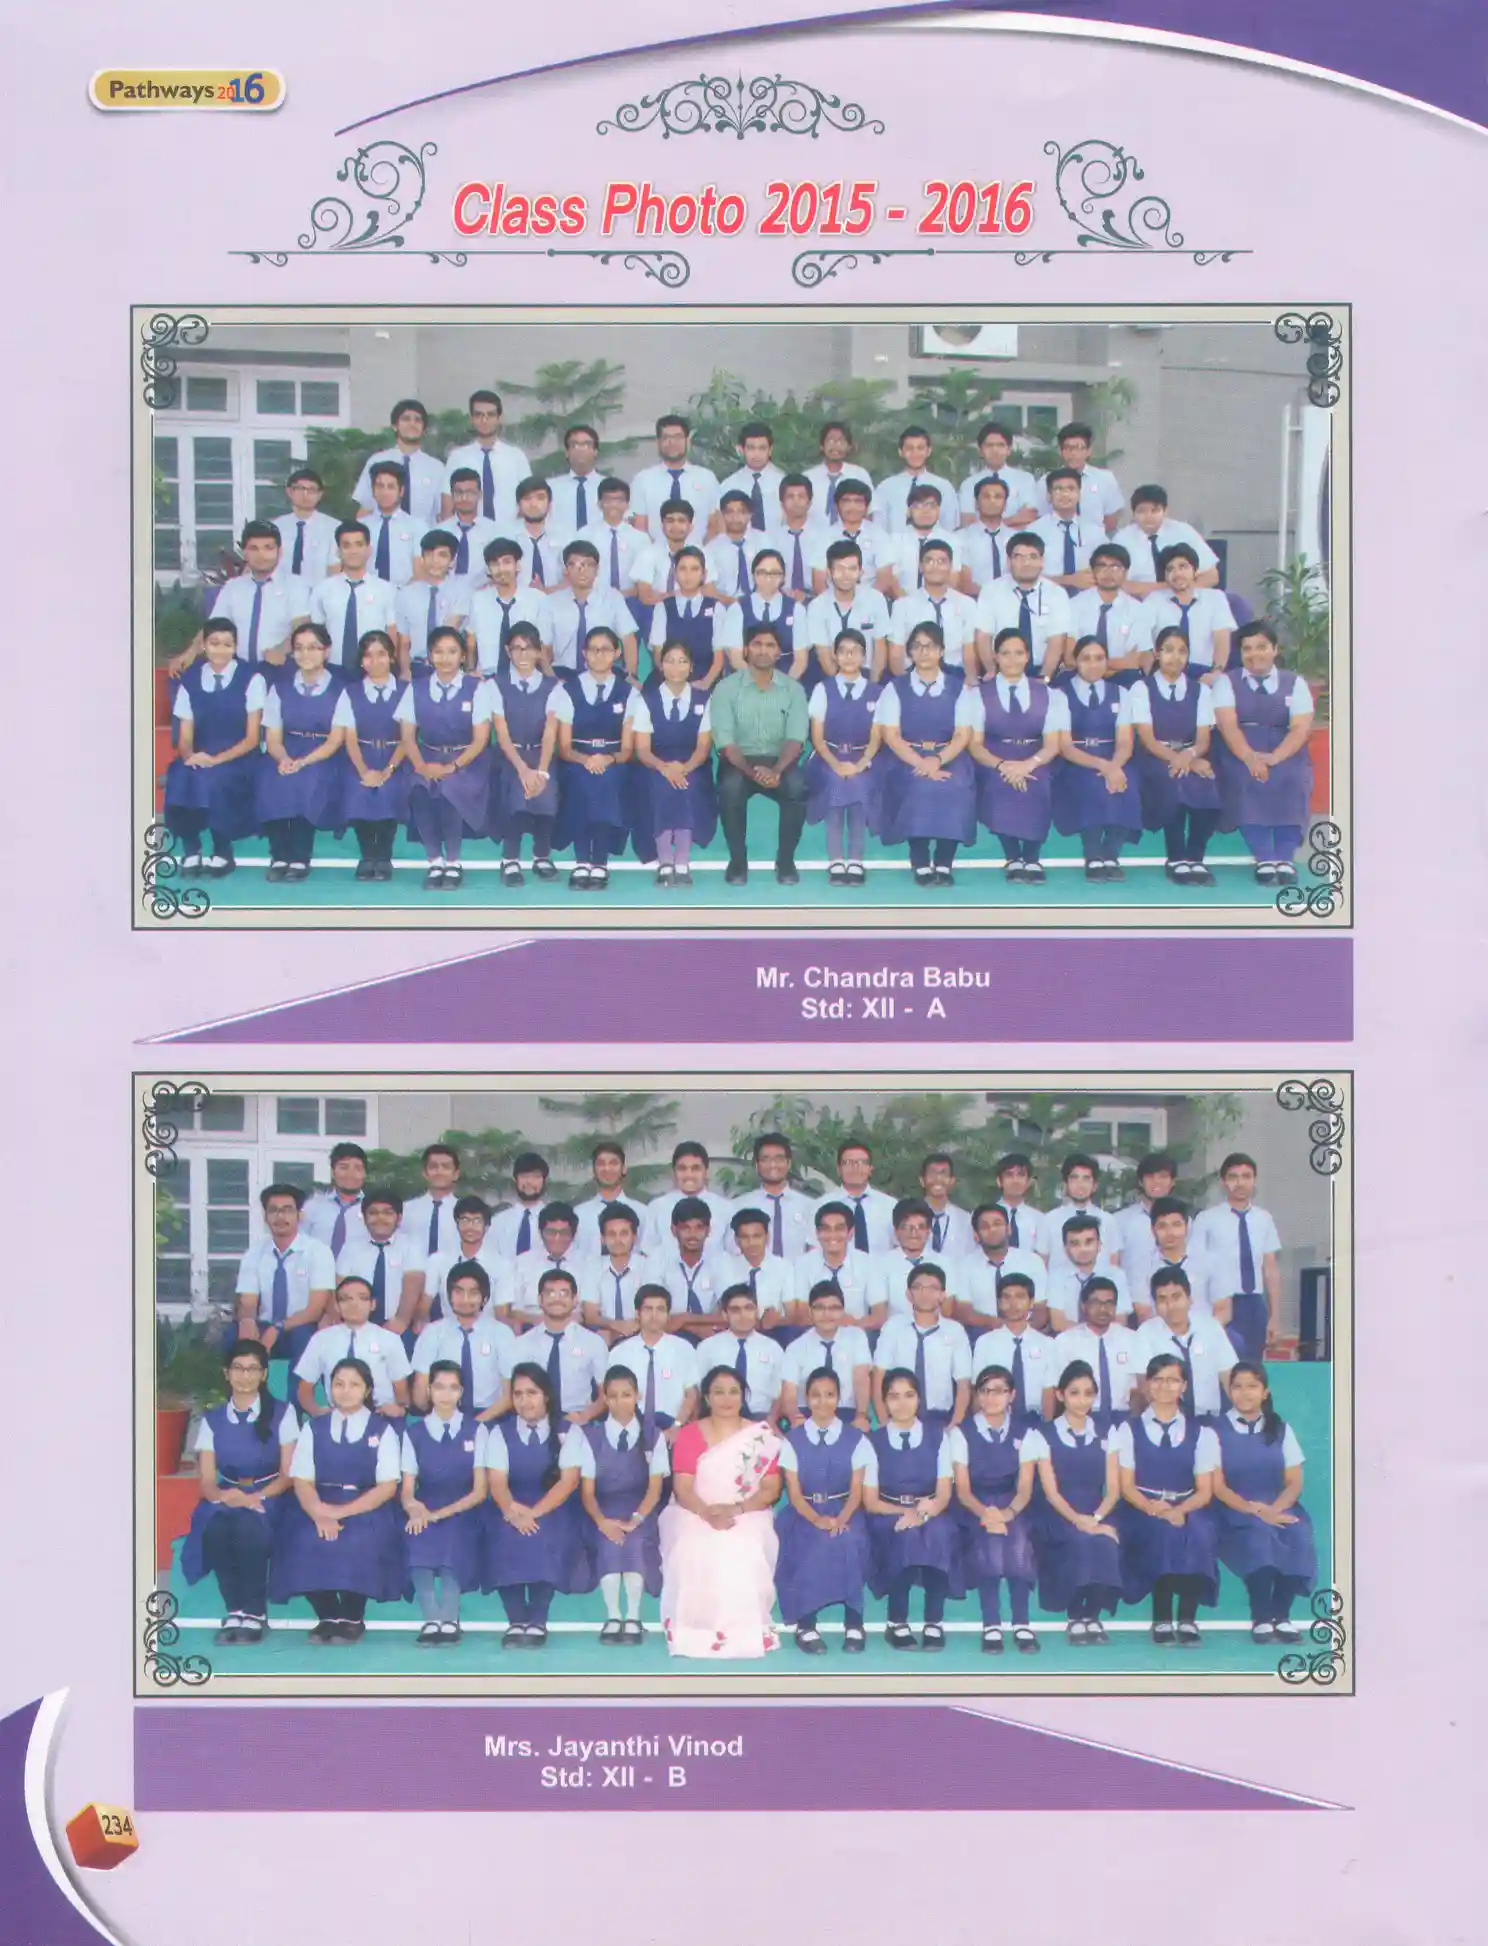 Pathways 2016
Class Photo 2015 - 2016
Mr. Chandra Babu
Std: XII - A
Mrs. Jayanthi Vinod
Std: XII - B
234